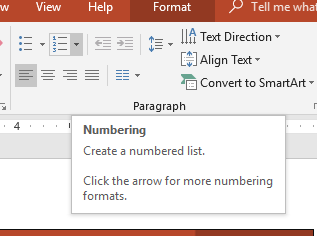 w View Help Format Tell me what
Text Direction
Align Text
Convert to SmartArt
Paragraph
4
Numbering
Create a numbered list.
Click the arrow for more numbering
formats.